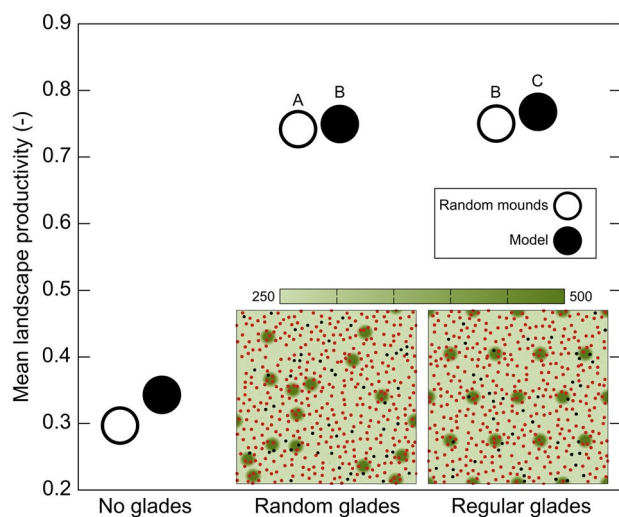 Mean landscape productivity (-)
0.9
0.8
0.7
0.6
0.5
0.4
0.3
0.2
A
B
B
C
Random mounds
Model
250
500
No glades
Random glades
Regular glades